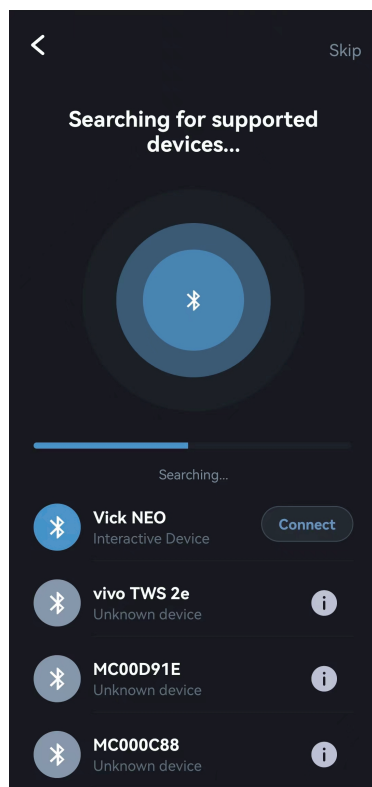 Skip
Searching for supported
devices...
Searching...
Vick NEO
Interactive Device
Connect
vivo TWS 2e
Unknown device
MC00D91E
Unknown device
MC000C88
Unknown device